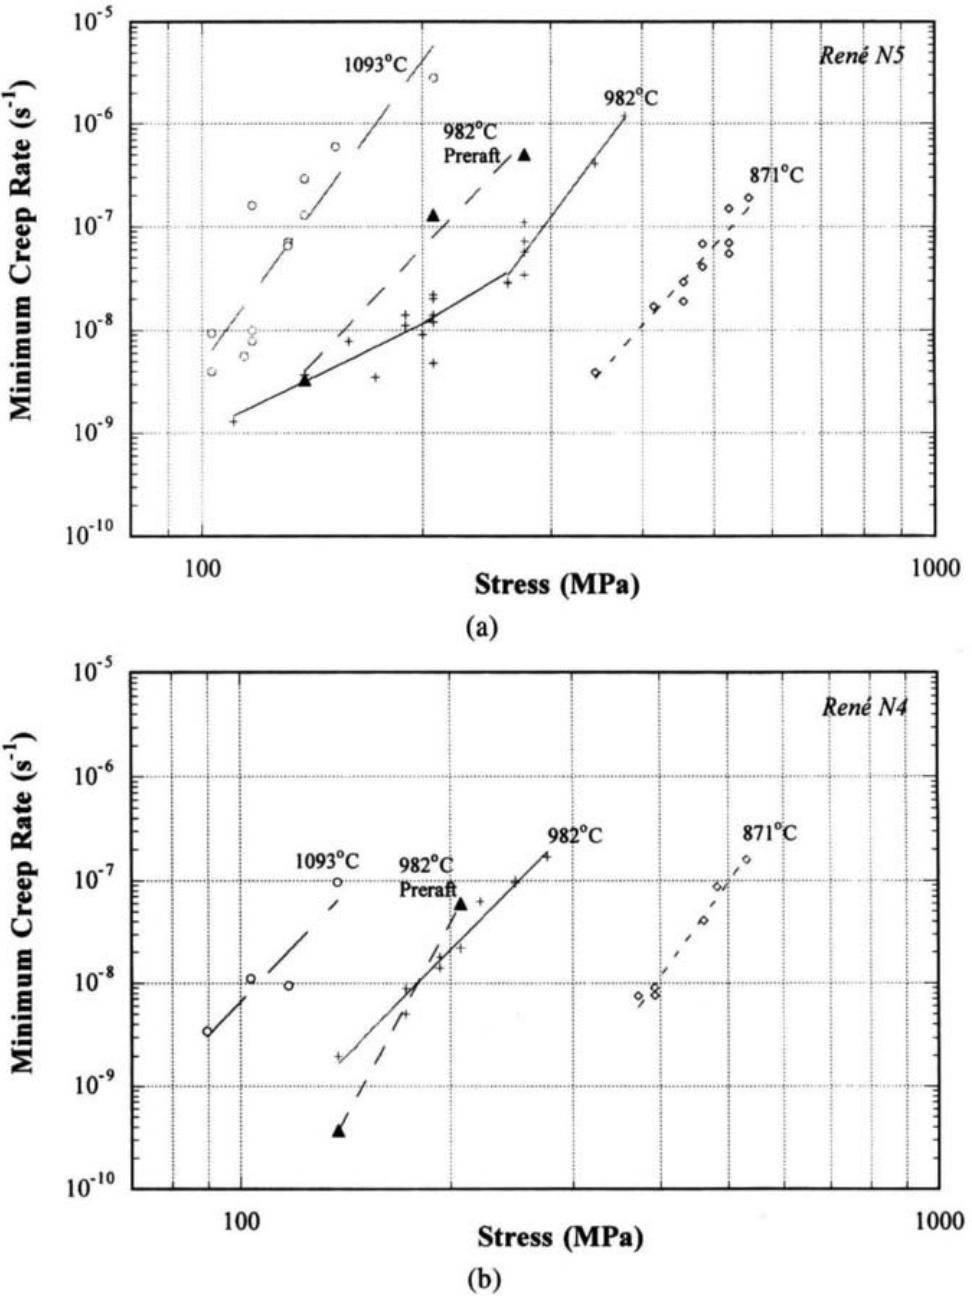 10⁻⁵
René N5
1093°C
982°C
10⁻⁶
982°C
Preraft
871°C
10⁻⁷
10⁻⁸
10⁻⁹
10⁻¹⁰
Minimum Creep Rate (s⁻¹)
100
1000
Stress (MPa)
(a)
10⁻⁵
René N4
10⁻⁶
982°C
871°C
1093°C
982°C
Preraft
10⁻⁷
10⁻⁸
10⁻⁹
10⁻¹⁰
Minimum Creep Rate (s⁻¹)
100
1000
Stress (MPa)
(b)